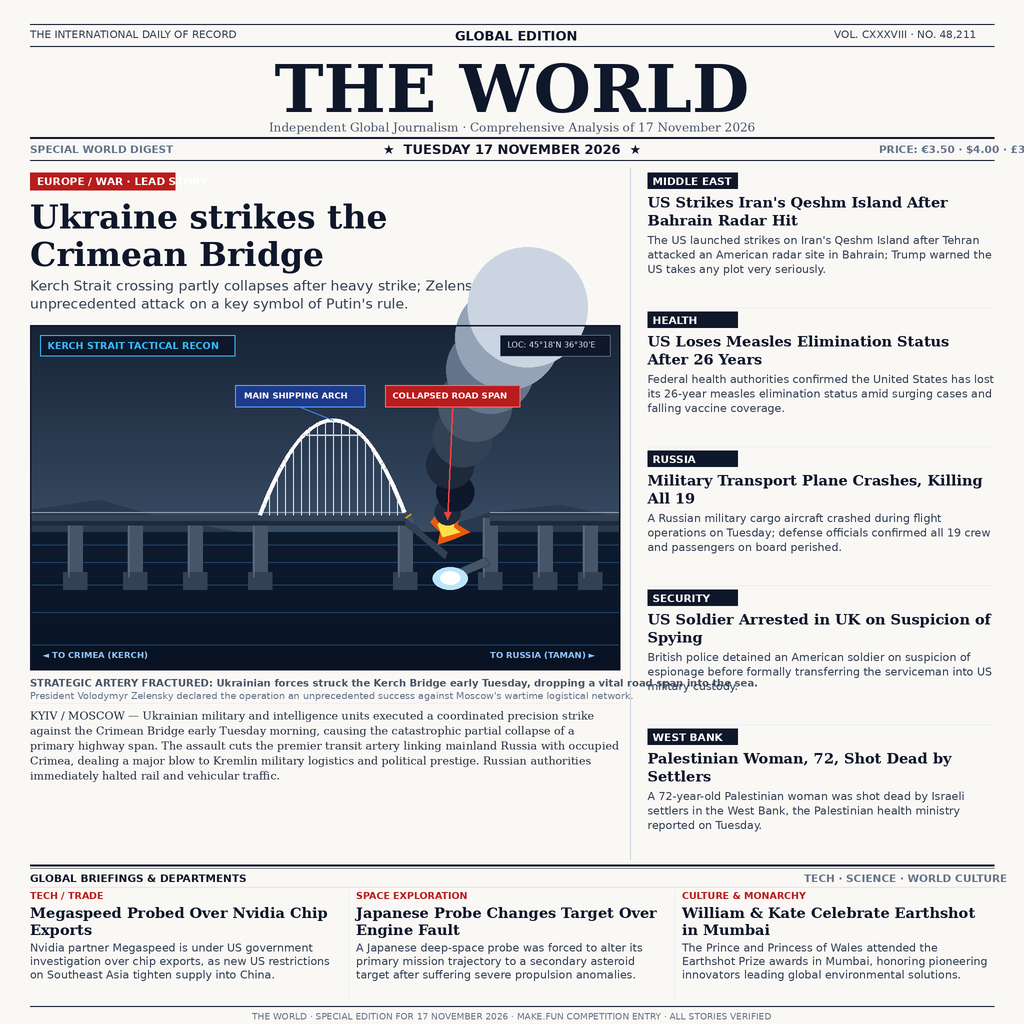 THE INTERNATIONAL DAILY OF RECORD
GLOBAL EDITION
VOL. CXXXVIII · NO. 48,211
THE WORLD
Independent Global Journalism · Comprehensive Analysis of 17 November 2026
SPECIAL WORLD DIGEST
★ TUESDAY 17 NOVEMBER 2026 ★
PRICE: €3.50 · $4.00 · £3
EUROPE / WAR · LEAD STORY
Ukraine strikes the
Crimean Bridge
Kerch Strait crossing partly collapses after heavy strike; Zelens
unprecedented attack on a key symbol of Putin's rule.
KERCH STRAIT TACTICAL RECON
LOC: 45°18'N 36°30'E
MAIN SHIPPING ARCH
COLLAPSED ROAD SPAN
◄ TO CRIMEA (KERCH)
TO RUSSIA (TAMAN) ►
STRATEGIC ARTERY FRACTURED: Ukrainian forces struck the Kerch Bridge early Tuesday, dropping a vital road span into the sea.
President Volodymyr Zelensky declared the operation an unprecedented success against Moscow's wartime logistical network.
KYIV / MOSCOW — Ukrainian military and intelligence units executed a coordinated precision strike
against the Crimean Bridge early Tuesday morning, causing the catastrophic partial collapse of a
primary highway span. The assault cuts the premier transit artery linking mainland Russia with occupied
Crimea, dealing a major blow to Kremlin military logistics and political prestige. Russian authorities
immediately halted rail and vehicular traffic.
MIDDLE EAST
US Strikes Iran's Qeshm Island After
Bahrain Radar Hit
The US launched strikes on Iran's Qeshm Island after Tehran
attacked an American radar site in Bahrain; Trump warned the
US takes any plot very seriously.
HEALTH
US Loses Measles Elimination Status
After 26 Years
Federal health authorities confirmed the United States has lost
its 26-year measles elimination status amid surging cases and
falling vaccine coverage.
RUSSIA
Military Transport Plane Crashes, Killing
All 19
A Russian military cargo aircraft crashed during flight
operations on Tuesday; defense officials confirmed all 19 crew
and passengers on board perished.
SECURITY
US Soldier Arrested in UK on Suspicion of
Spying
British police detained an American soldier on suspicion of
espionage before formally transferring the serviceman into US
military custody.
WEST BANK
Palestinian Woman, 72, Shot Dead by
Settlers
A 72-year-old Palestinian woman was shot dead by Israeli
settlers in the West Bank, the Palestinian health ministry
reported on Tuesday.
GLOBAL BRIEFINGS & DEPARTMENTS
TECH · SCIENCE · WORLD CULTURE
TECH / TRADE
Megaspeed Probed Over Nvidia Chip
Exports
Nvidia partner Megaspeed is under US government
investigation over chip exports, as new US restrictions
on Southeast Asia tighten supply into China.
SPACE EXPLORATION
Japanese Probe Changes Target Over
Engine Fault
A Japanese deep-space probe was forced to alter its
primary mission trajectory to a secondary asteroid
target after suffering severe propulsion anomalies.
CULTURE & MONARCHY
William & Kate Celebrate Earthshot
in Mumbai
The Prince and Princess of Wales attended the
Earthshot Prize awards in Mumbai, honoring pioneering
innovators leading global environmental solutions.
THE WORLD · SPECIAL EDITION FOR 17 NOVEMBER 2026 · MAKE.FUN COMPETITION ENTRY · ALL STORIES VERIFIED